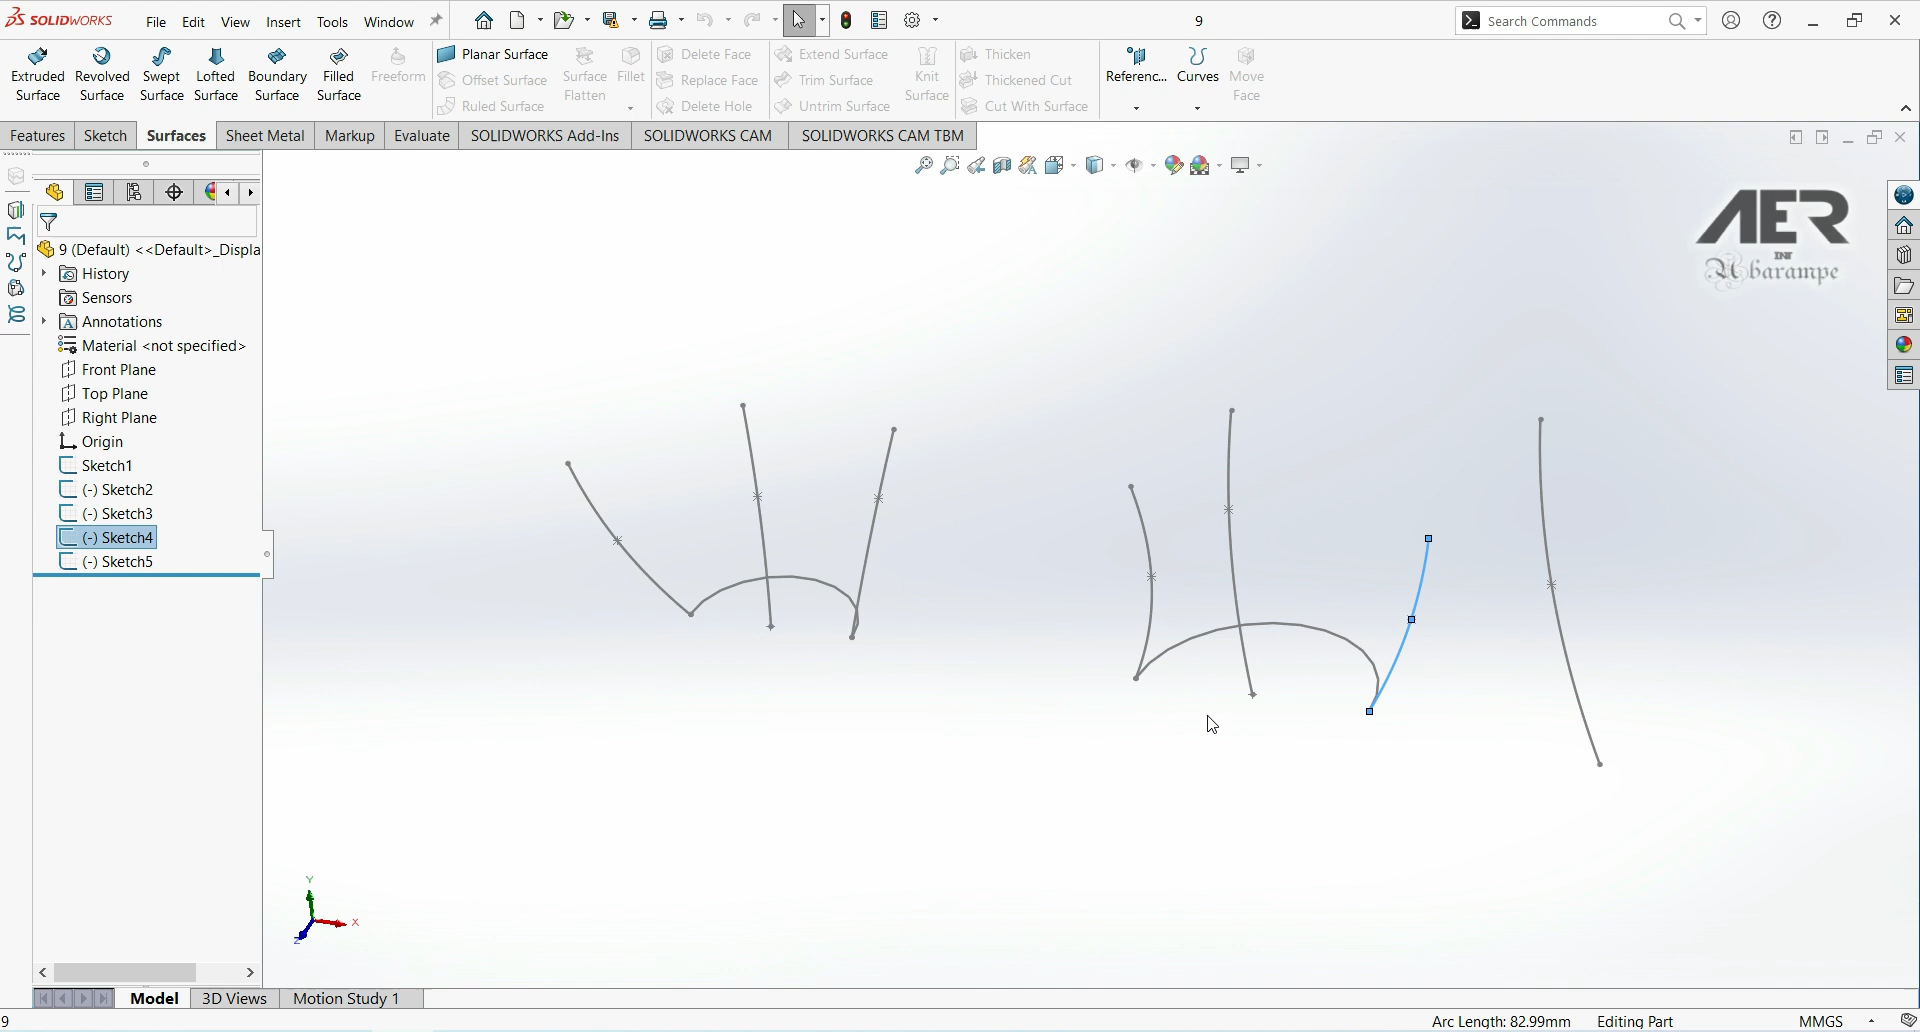 SOLIDWORKS File Edit View Insert Tools Window 9 Search Commands
Extruded Surface
Revolved Surface
Swept Surface
Lofted Surface
Boundary Surface
Filled Surface
Freeform
Planar Surface
Offset Surface
Ruled Surface
Surface Flatten
Fillet
Delete Face
Replace Face
Delete Hole
Extend Surface
Trim Surface
Untrim Surface
Knit Surface
Thicken
Thickened Cut
Cut With Surface
Referenc...
Curves
Move Face
Features Sketch Surfaces Sheet Metal Markup Evaluate SOLIDWORKS Add-Ins SOLIDWORKS CAM SOLIDWORKS CAM TBM
AER
INT
Abarampe
9 (Default) <<Default>_Displa
History
Sensors
Annotations
Material <not specified>
Front Plane
Top Plane
Right Plane
Origin
Sketch1
(-) Sketch2
(-) Sketch3
(-) Sketch4
(-) Sketch5
Y
X
Z
Model 3D Views Motion Study 1
9 Arc Length: 82.99mm Editing Part MMGS